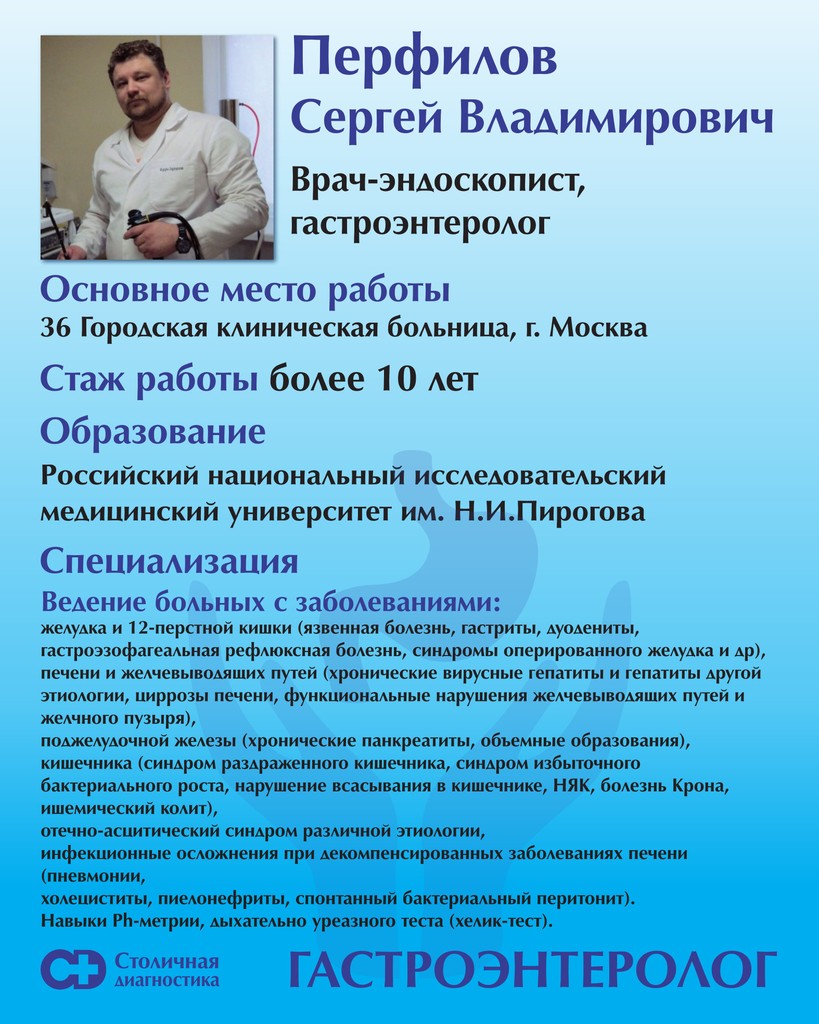 Перфилов
Сергей Владимирович
Врач-эндоскопист,
гастроэнтеролог
Основное место работы
36 Городская клиническая больница, г. Москва
Стаж работы более 10 лет
Образование
Российский национальный исследовательский
медицинский университет им. Н.И.Пирогова
Специализация
Ведение больных с заболеваниями:
желудка и 12-перстной кишки (язвенная болезнь, гастриты, дуодениты,
гастроэзофагеальная рефлюксная болезнь, синдромы оперированного желудка и др),
печени и желчевыводящих путей (хронические вирусные гепатиты и гепатиты другой
этиологии, циррозы печени, функциональные нарушения желчевыводящих путей и
желчного пузыря),
поджелудочной железы (хронические панкреатиты, объемные образования),
кишечника (синдром раздраженного кишечника, синдром избыточного
бактериального роста, нарушение всасывания в кишечнике, НЯК, болезнь Крона,
ишемический колит),
отечно-асцитический синдром различной этиологии,
инфекционные осложнения при декомпенсированных заболеваниях печени
(пневмонии,
холециститы, пиелонефриты, спонтанный бактериальный перитонит).
Навыки Ph-метрии, дыхательно уреазного теста (хелик-тест).
СД Столичная
диагностика
ГАСТРОЭНТЕРОЛОГ